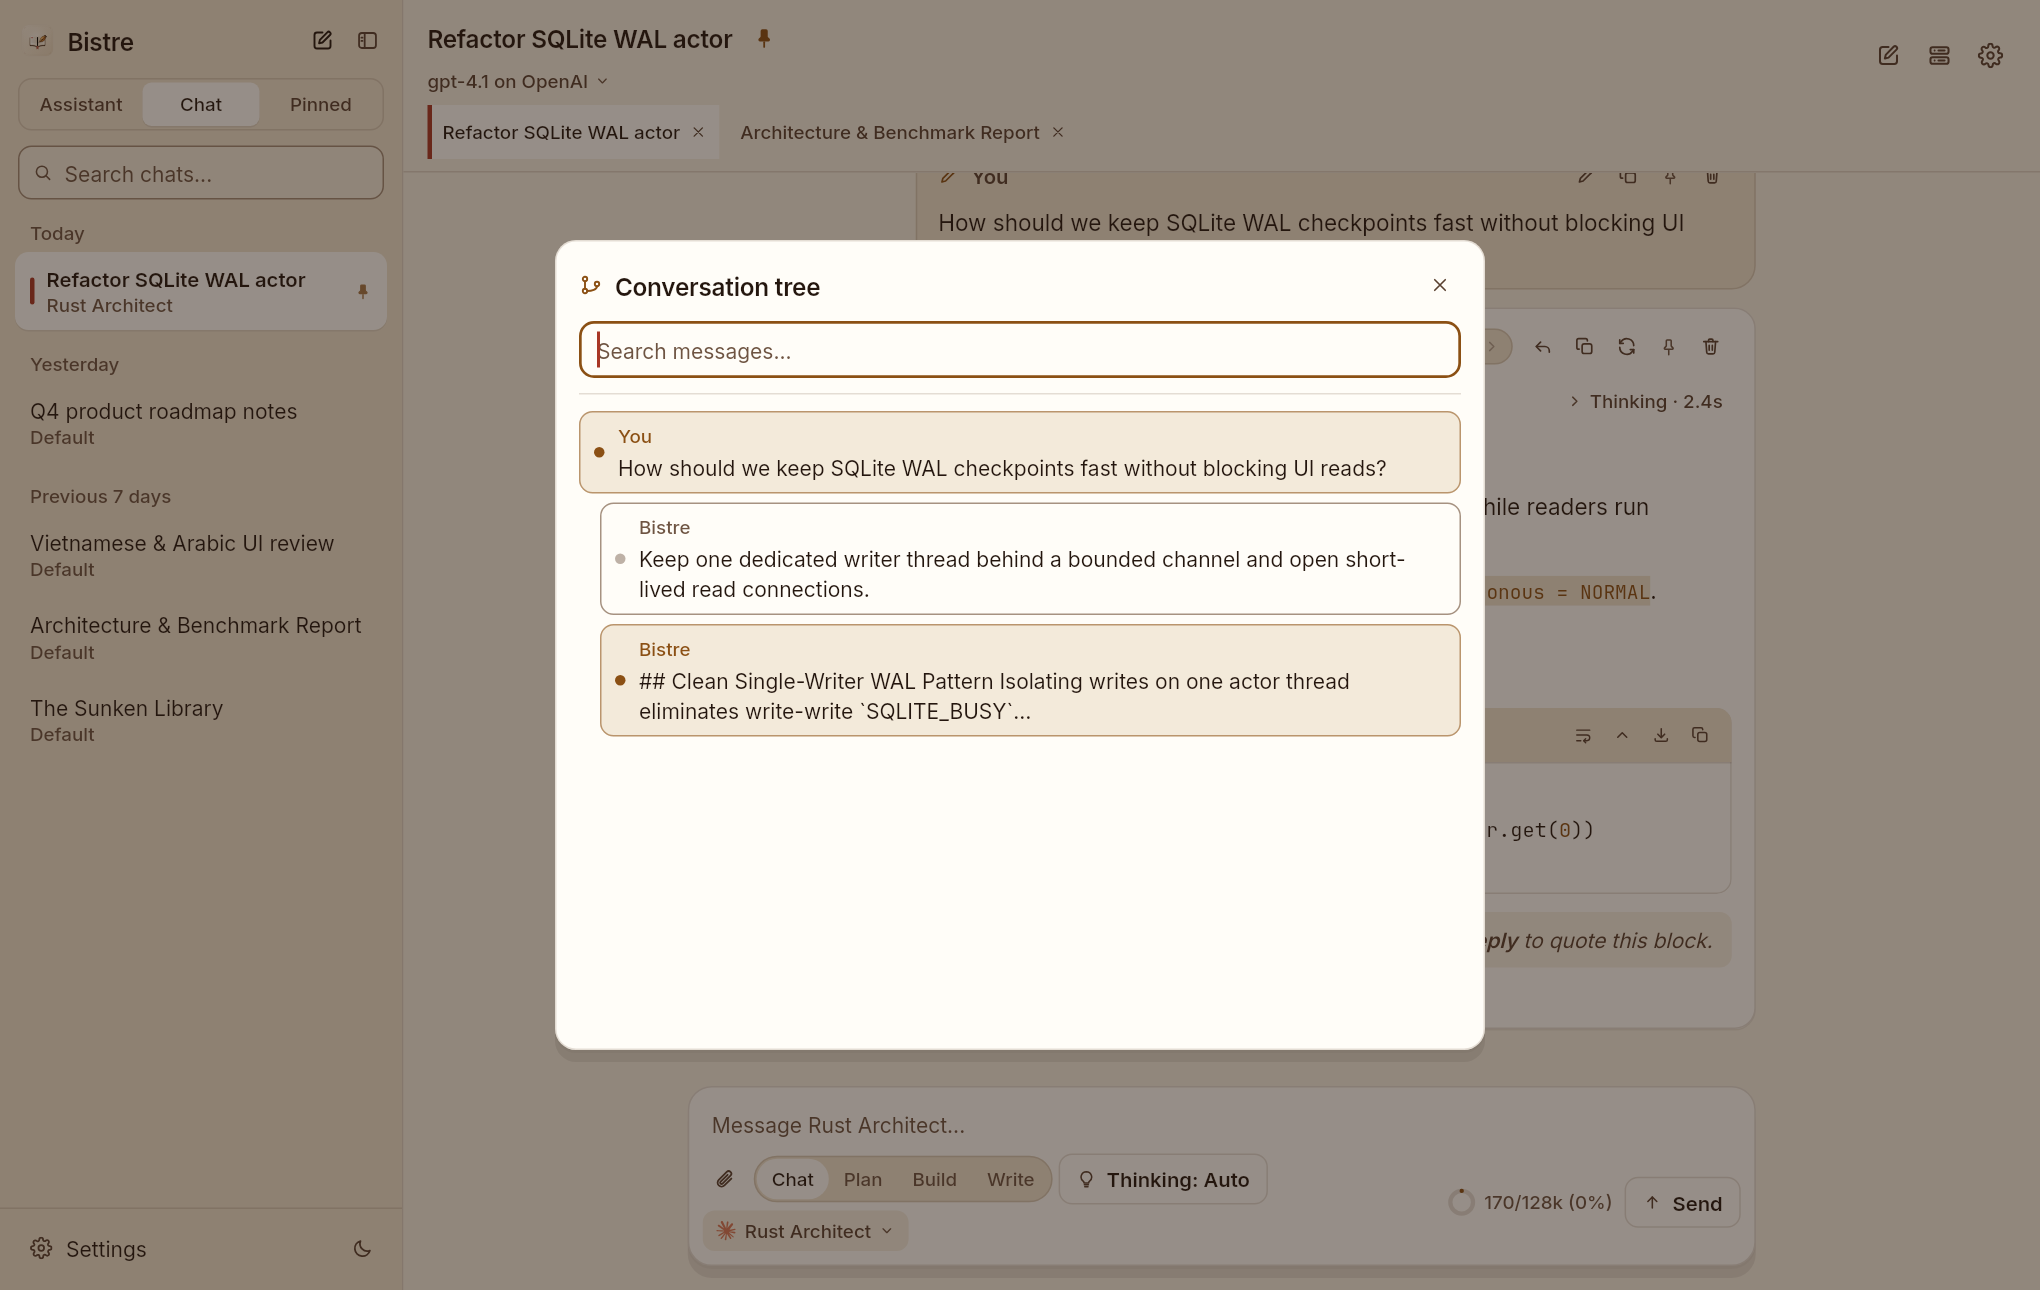 Bistre
Assistant
Chat
Pinned
Search chats...
Today
Refactor SQLite WAL actor
Rust Architect
Yesterday
Q4 product roadmap notes
Default
Previous 7 days
Vietnamese & Arabic UI review
Default
Architecture & Benchmark Report
Default
The Sunken Library
Default
Settings
Refactor SQLite WAL actor
gpt-4.1 on OpenAI
Refactor SQLite WAL actor
Architecture & Benchmark Report
You
How should we keep SQLite WAL checkpoints fast without blocking UI
Thinking · 2.4s
hile readers run
onous = NORMAL.
r.get(0))
ply to quote this block.
Conversation tree
Search messages...
You
How should we keep SQLite WAL checkpoints fast without blocking UI reads?
Bistre
Keep one dedicated writer thread behind a bounded channel and open short-
lived read connections.
Bistre
## Clean Single-Writer WAL Pattern Isolating writes on one actor thread
eliminates write-write `SQLITE_BUSY`...
Message Rust Architect...
Chat
Plan
Build
Write
Thinking: Auto
170/128k (0%)
Send
Rust Architect